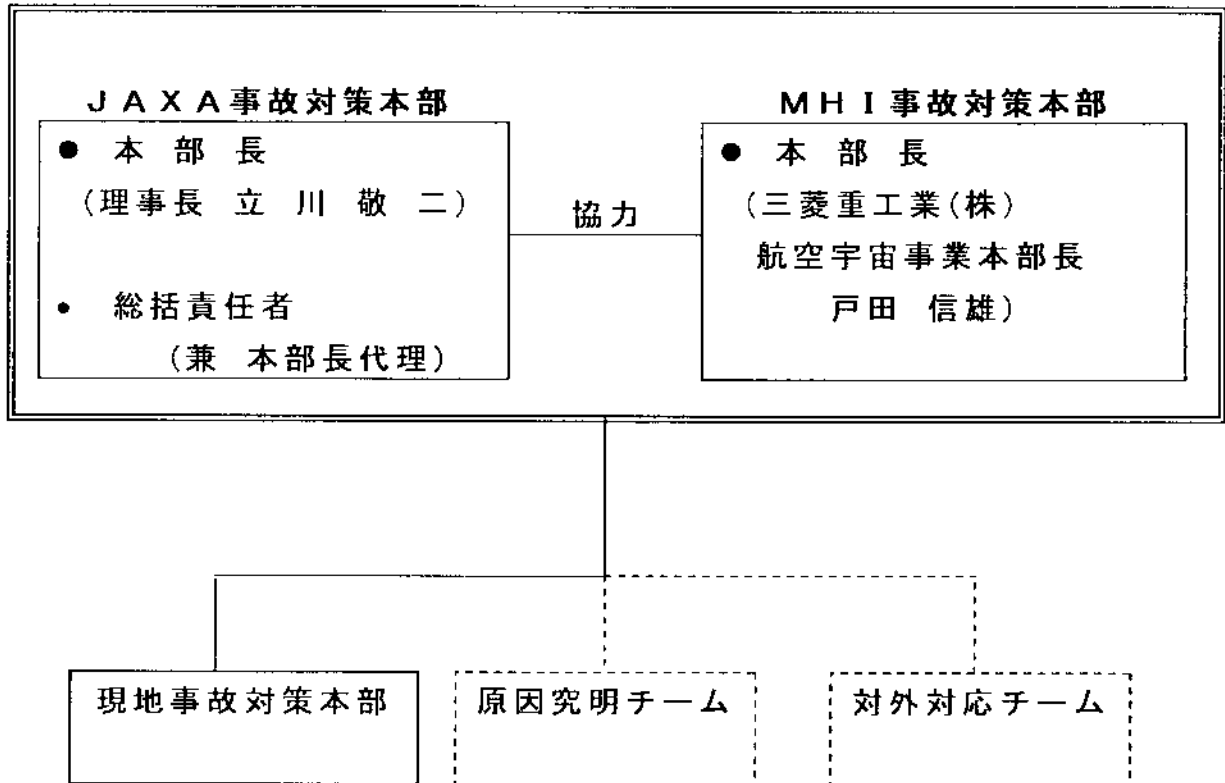 JAXA事故対策本部
● 本部長
(理事長 立川 敬二)
• 総括責任者
(兼 本部長代理)
協力
MHI事故対策本部
● 本部長
(三菱重工業(株)
航空宇宙事業本部長
戸田 信雄)
現地事故対策本部
原因究明チーム
対外対応チーム